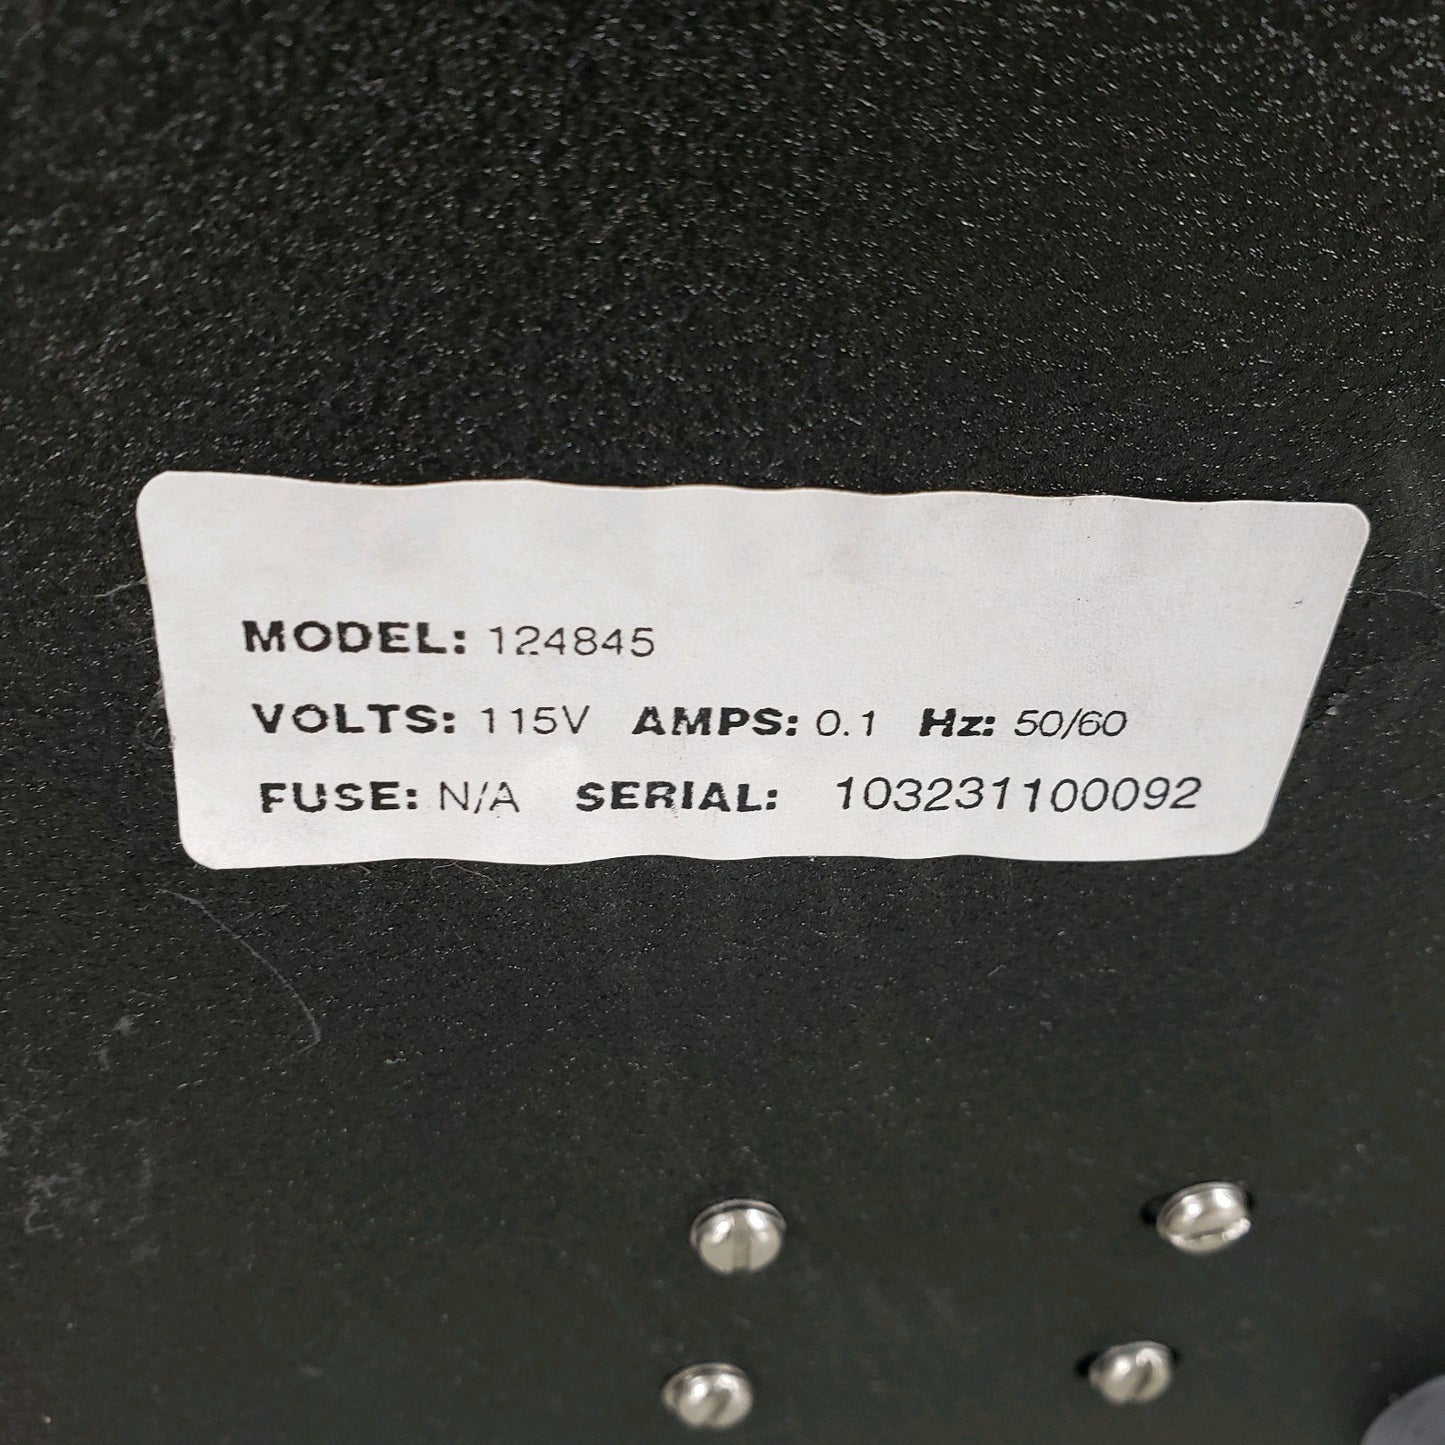 MODEL: 124845
VOLTS: 115V AMPS: 0.1 Hz: 50/60
FUSE: N/A SERIAL: 103231100092